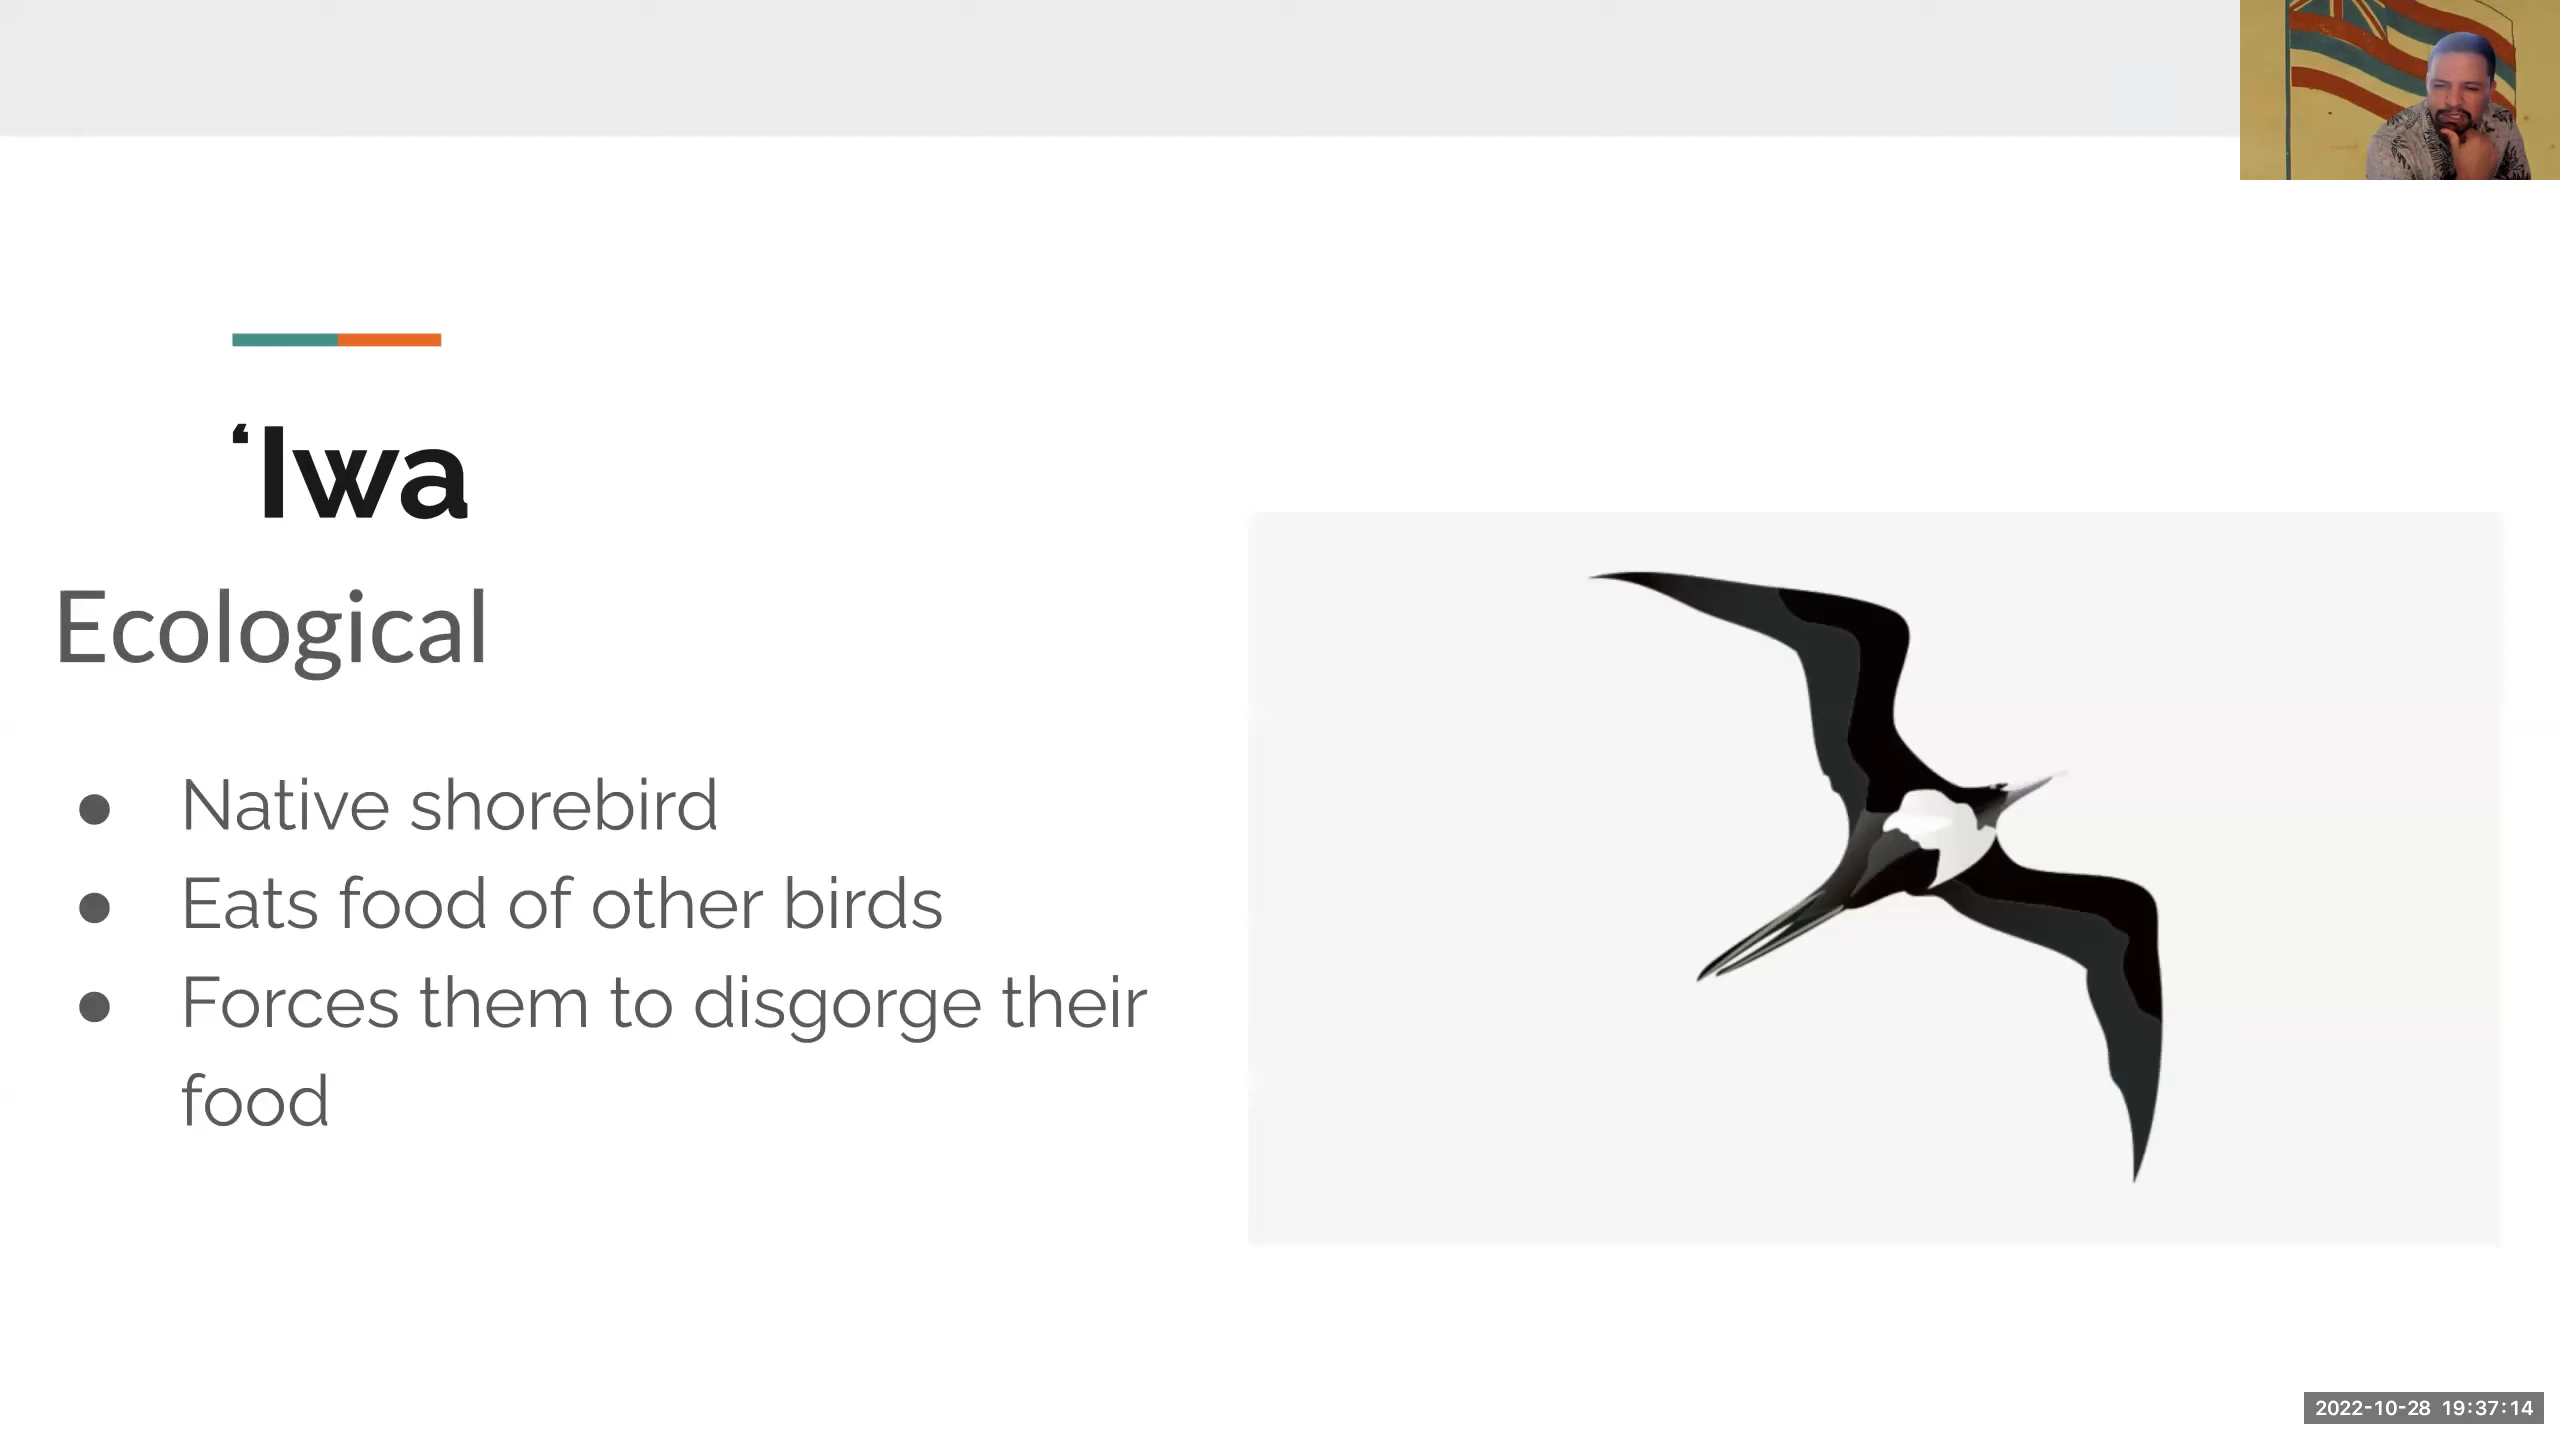 ʻIwa
Ecological
● Native shorebird
● Eats food of other birds
● Forces them to disgorge their
food
2022-10-28 19:37:14